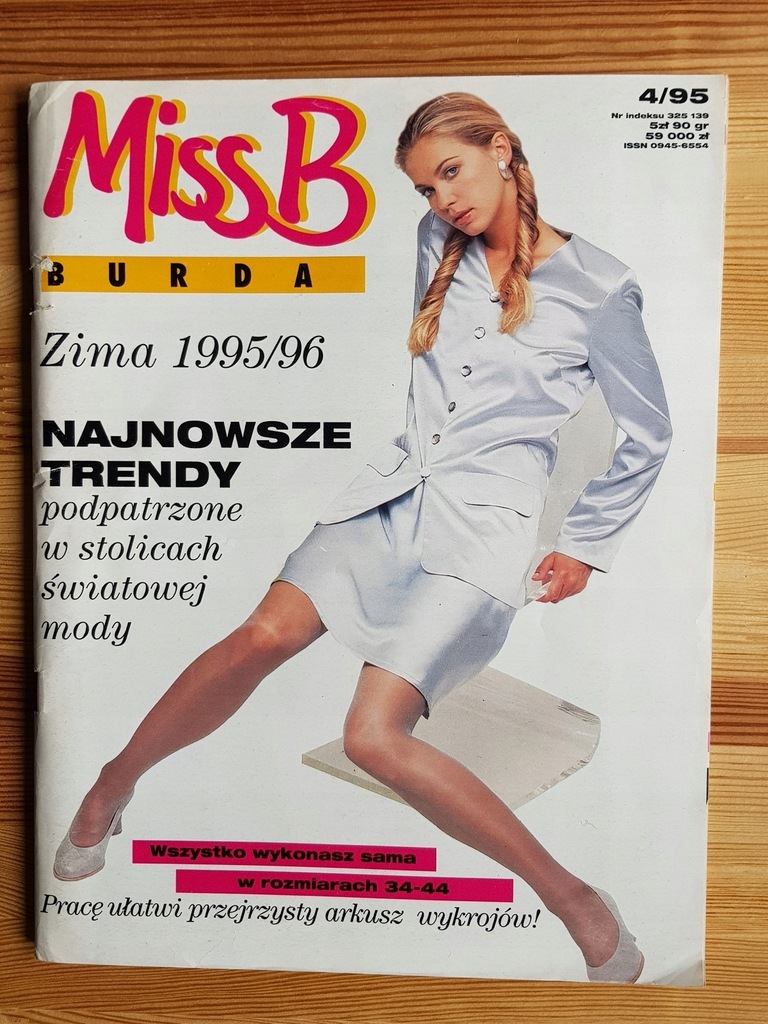 Miss B
BURDA
4/95
Nr indeksu 325 139
5zł 90 gr
59 000 zł
ISSN 0945-6554
Zima 1995/96
NAJNOWSZE
TRENDY
podpatrzone
w stolicach
światowej
mody
Wszystko wykonasz sama
w rozmiarach 34-44
Pracę ułatwi przejrzysty arkusz wykrojów!